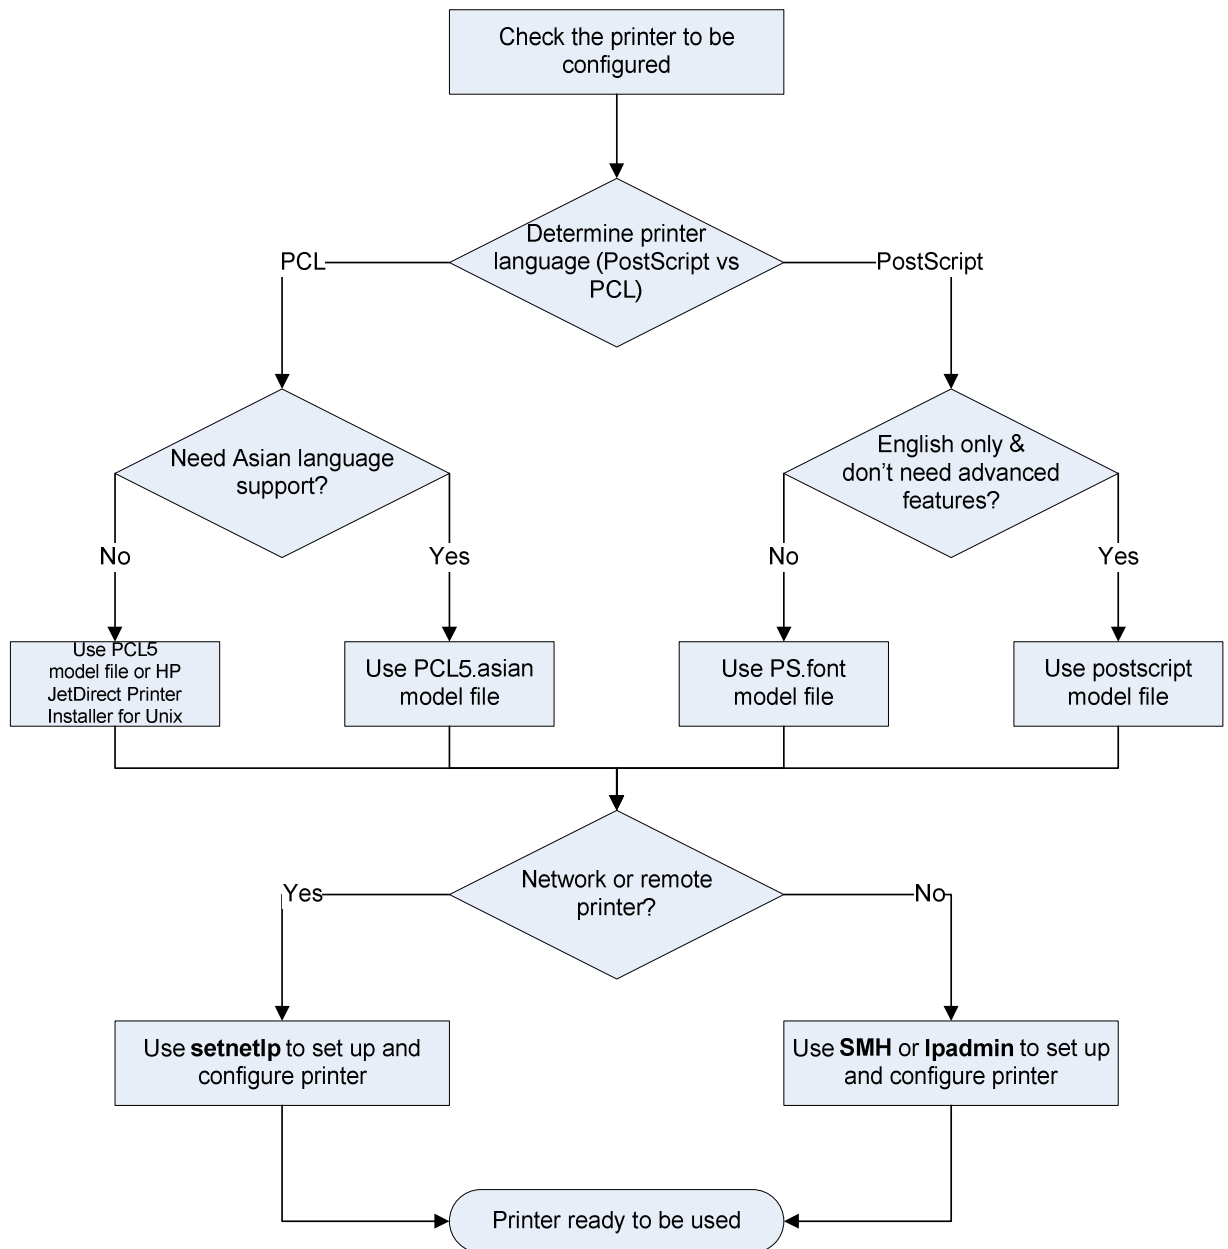 Check the printer to be
configured
Determine printer
language (PostScript vs
PCL)
PCL
PostScript
Need Asian language
support?
English only &
don't need advanced
features?
No
Yes
No
Yes
Use PCL5
model file or HP
JetDirect Printer
Installer for Unix
Use PCL5.asian
model file
Use PS.font
model file
Use postscript
model file
Network or remote
printer?
Yes
No
Use setnetlp to set up and
configure printer
Use SMH or lpadmin to set up
and configure printer
Printer ready to be used